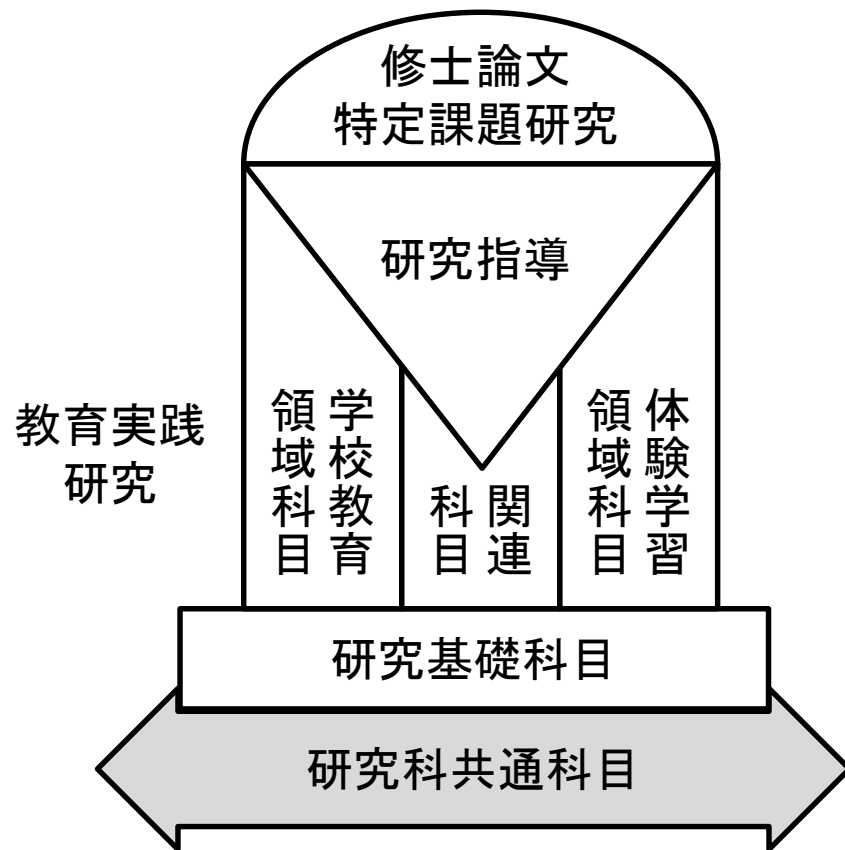 修士論文
特定課題研究
研究指導
教育実践
研究
学校教育
領域科目
関連
科目
体験学習
領域科目
研究基礎科目
研究科共通科目